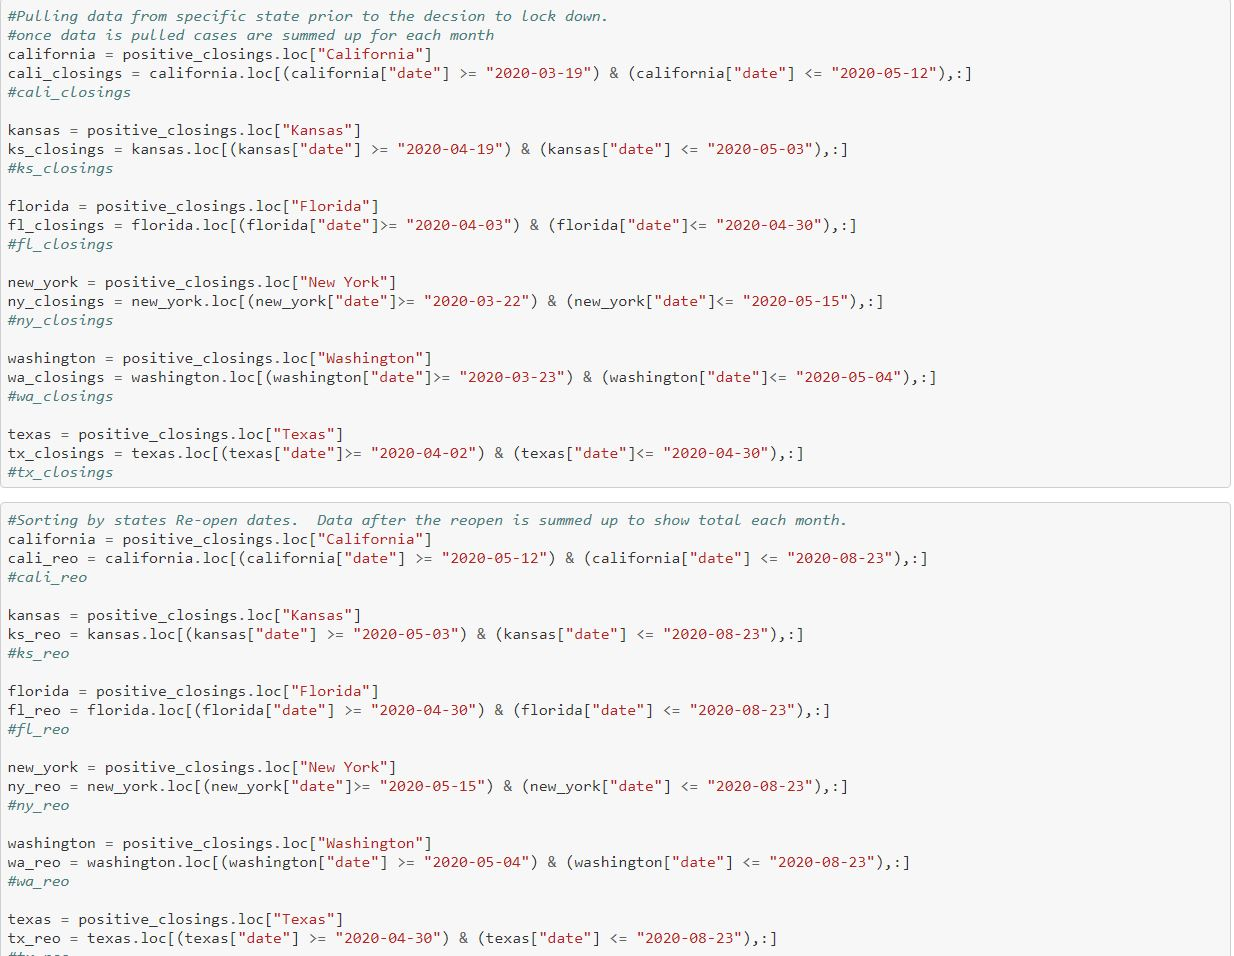 #Pulling data from specific state prior to the decsion to lock down.
#once data is pulled cases are summed up for each month
california = positive_closings.loc["California"]
cali_closings = california.loc[(california["date"] >= "2020-03-19") & (california["date"] <= "2020-05-12"),:]
#cali_closings

kansas = positive_closings.loc["Kansas"]
ks_closings = kansas.loc[(kansas["date"] >= "2020-04-19") & (kansas["date"] <= "2020-05-03"),:]
#ks_closings

florida = positive_closings.loc["Florida"]
fl_closings = florida.loc[(florida["date"]>= "2020-04-03") & (florida["date"]<= "2020-04-30"),:]
#fl_closings

new_york = positive_closings.loc["New York"]
ny_closings = new_york.loc[(new_york["date"]>= "2020-03-22") & (new_york["date"]<= "2020-05-15"),:]
#ny_closings

washington = positive_closings.loc["Washington"]
wa_closings = washington.loc[(washington["date"]>= "2020-03-23") & (washington["date"]<= "2020-05-04"),:]
#wa_closings

texas = positive_closings.loc["Texas"]
tx_closings = texas.loc[(texas["date"]>= "2020-04-02") & (texas["date"]<= "2020-04-30"),:]
#tx_closings

#Sorting by states Re-open dates.  Data after the reopen is summed up to show total each month.
california = positive_closings.loc["California"]
cali_reo = california.loc[(california["date"] >= "2020-05-12") & (california["date"] <= "2020-08-23"),:]
#cali_reo

kansas = positive_closings.loc["Kansas"]
ks_reo = kansas.loc[(kansas["date"] >= "2020-05-03") & (kansas["date"] <= "2020-08-23"),:]
#ks_reo

florida = positive_closings.loc["Florida"]
fl_reo = florida.loc[(florida["date"] >= "2020-04-30") & (florida["date"] <= "2020-08-23"),:]
#fl_reo

new_york = positive_closings.loc["New York"]
ny_reo = new_york.loc[(new_york["date"]>= "2020-05-15") & (new_york["date"] <= "2020-08-23"),:]
#ny_reo

washington = positive_closings.loc["Washington"]
wa_reo = washington.loc[(washington["date"] >= "2020-05-04") & (washington["date"] <= "2020-08-23"),:]
#wa_reo

texas = positive_closings.loc["Texas"]
tx_reo = texas.loc[(texas["date"] >= "2020-04-30") & (texas["date"] <= "2020-08-23"),:]